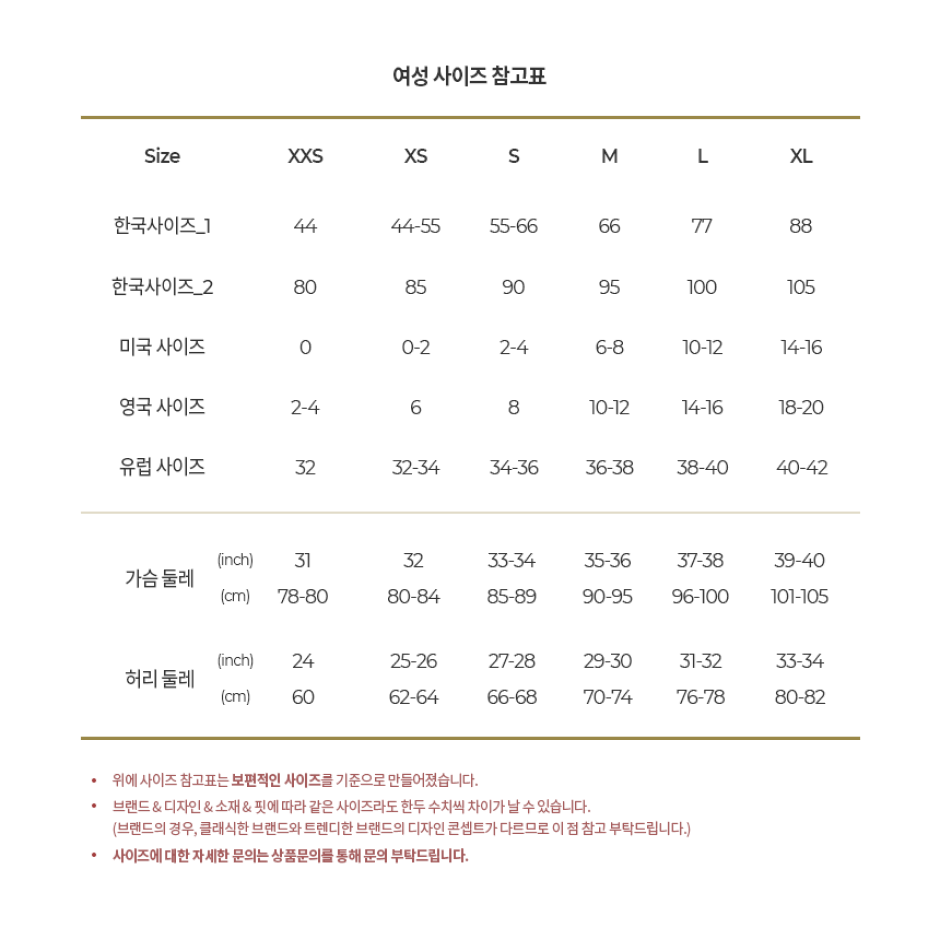 여성 사이즈 참고표
Size XXS XS S M L XL
한국사이즈_1 44 44-55 55-66 66 77 88
한국사이즈_2 80 85 90 95 100 105
미국 사이즈 0 0-2 2-4 6-8 10-12 14-16
영국 사이즈 2-4 6 8 10-12 14-16 18-20
유럽 사이즈 32 32-34 34-36 36-38 38-40 40-42
가슴 둘레
(inch) 31 32 33-34 35-36 37-38 39-40
(cm) 78-80 80-84 85-89 90-95 96-100 101-105
허리 둘레
(inch) 24 25-26 27-28 29-30 31-32 33-34
(cm) 60 62-64 66-68 70-74 76-78 80-82
• 위에 사이즈 참고표는 보편적인 사이즈를 기준으로 만들어졌습니다.
• 브랜드 & 디자인 & 소재 & 핏에 따라 같은 사이즈라도 한두 수치씩 차이가 날 수 있습니다.
(브랜드의 경우, 클래식한 브랜드와 트렌디한 브랜드의 디자인 콘셉트가 다르므로 이 점 참고 부탁드립니다.)
• 사이즈에 대한 자세한 문의는 상품문의를 통해 문의 부탁드립니다.